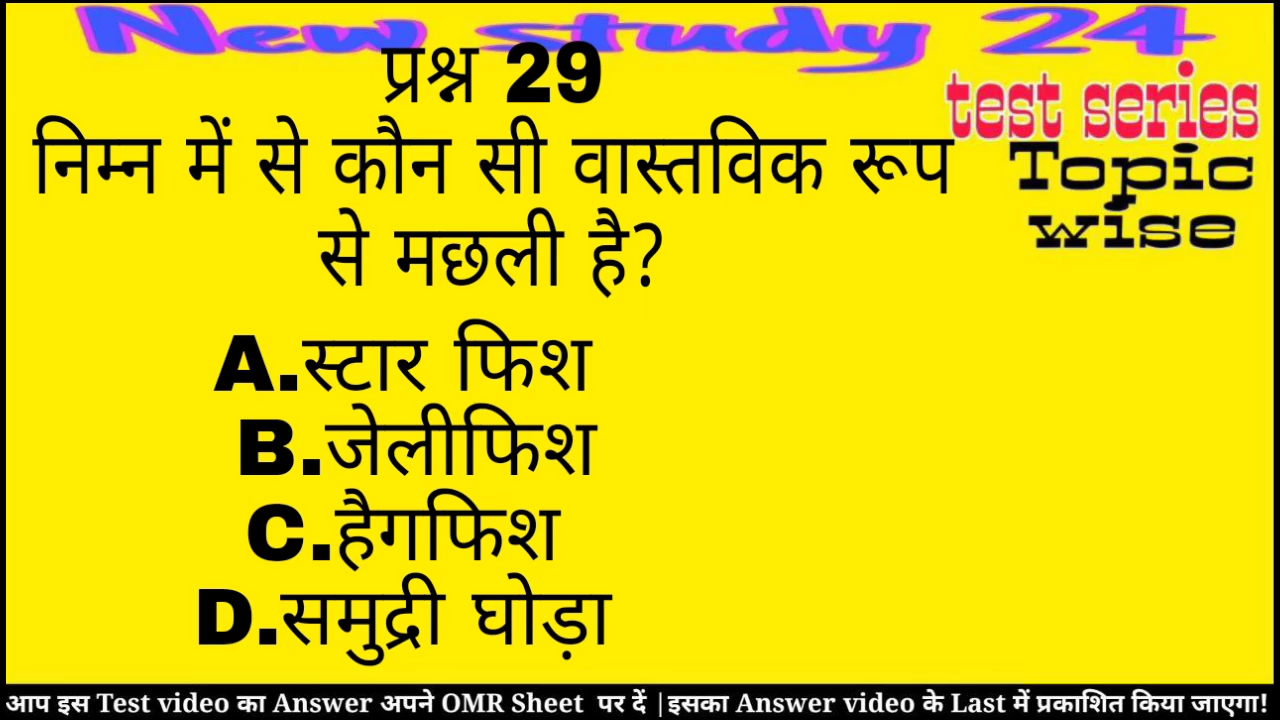 New study 24
प्रश्न 29
test series
Topic
wise
निम्न में से कौन सी वास्तविक रूप
से मछली है?
A.स्टार फिश
B.जेलीफिश
C.हैगफिश
D.समुद्री घोड़ा
आप इस Test video का Answer अपने OMR Sheet पर दें |इसका Answer video के Last में प्रकाशित किया जाएगा!